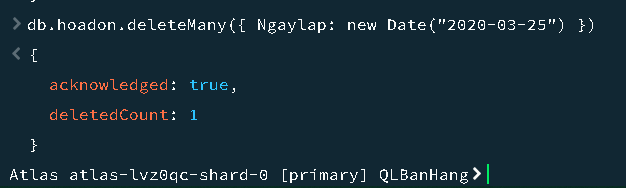 > db.hoadon.deleteMany({ Ngaylap: new Date("2020-03-25") })
< {
acknowledged: true,
deletedCount: 1
}
Atlas atlas-lvz0qc-shard-0 [primary] QLBanHang>